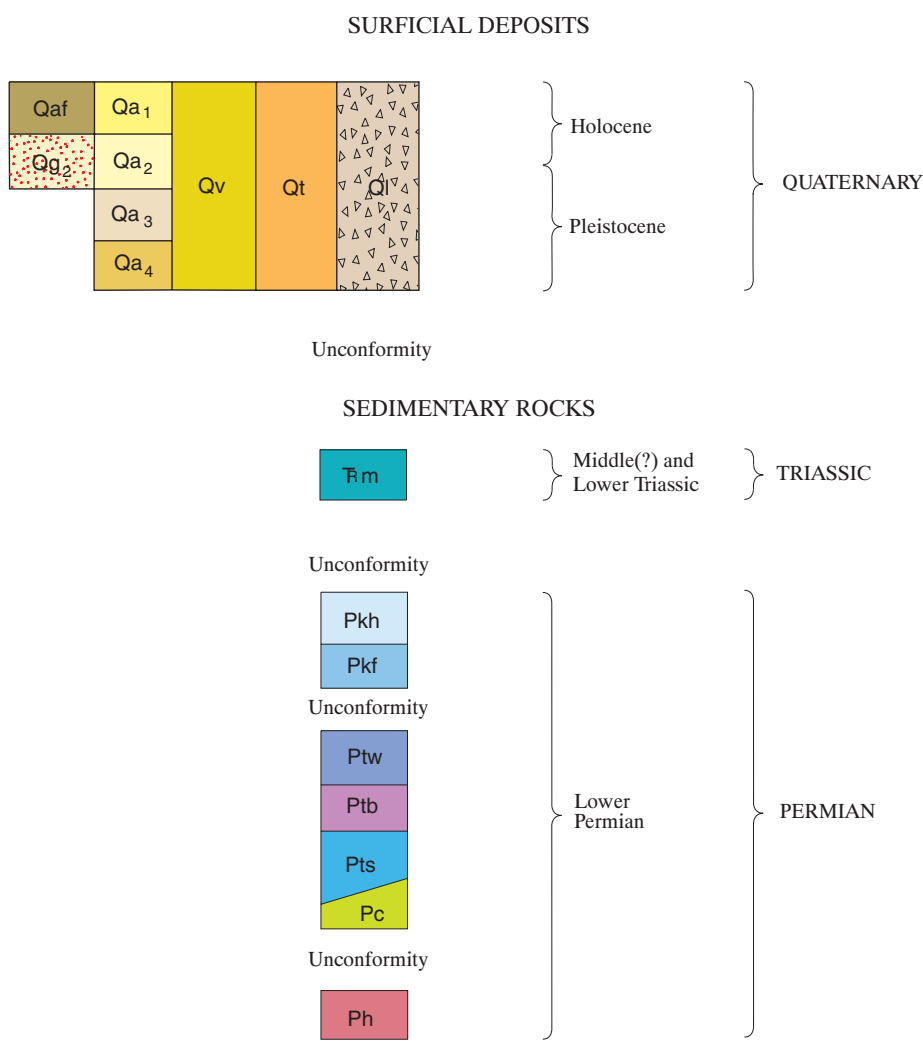 SURFICIAL DEPOSITS
Qaf
Qa1
Qg2
Qa2
Qa3
Qa4
Qv
Qt
Ql
Holocene
Pleistocene
QUATERNARY
Unconformity
SEDIMENTARY ROCKS
TRm
Middle(?) and
Lower Triassic
TRIASSIC
Unconformity
Pkh
Pkf
Unconformity
Ptw
Ptb
Pts
Pc
Lower
Permian
PERMIAN
Unconformity
Ph